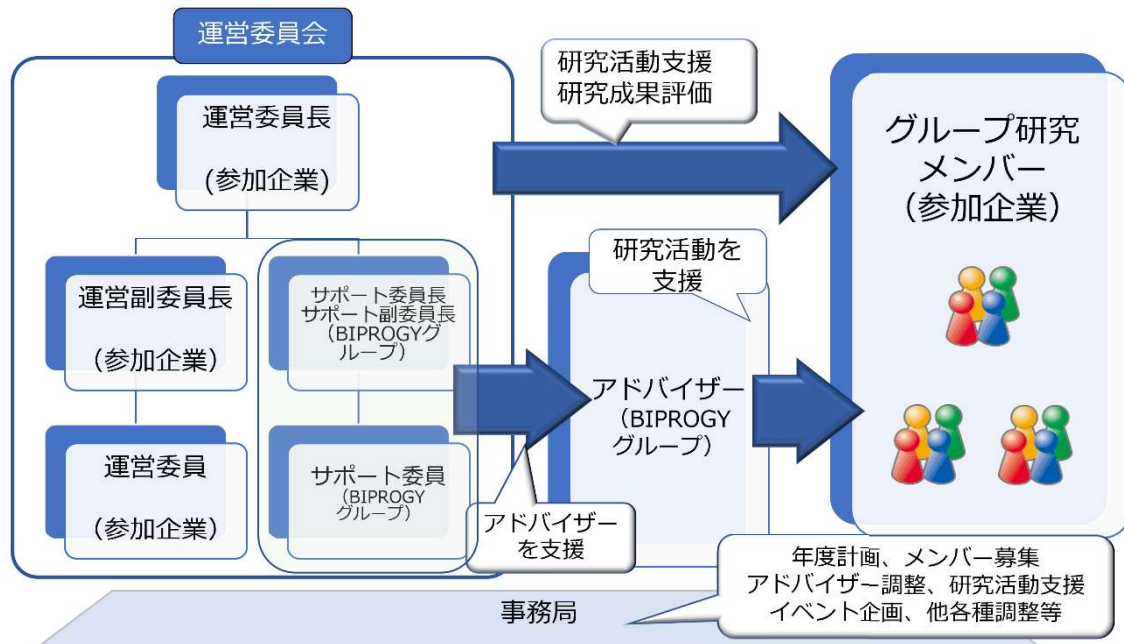 運営委員会
運営委員長
(参加企業)
運営副委員長
(参加企業)
運営委員
(参加企業)
サポート委員長
サポート副委員長
(BIPROGYグ
ループ)
サポート委員
(BIPROGY
グループ)
アドバイザー
を支援
研究活動支援
研究成果評価
研究活動を
支援
アドバイザー
(BIPROGY
グループ)
グループ研究
メンバー
(参加企業)
事務局
年度計画、メンバー募集
アドバイザー調整、研究活動支援
イベント企画、他各種調整等